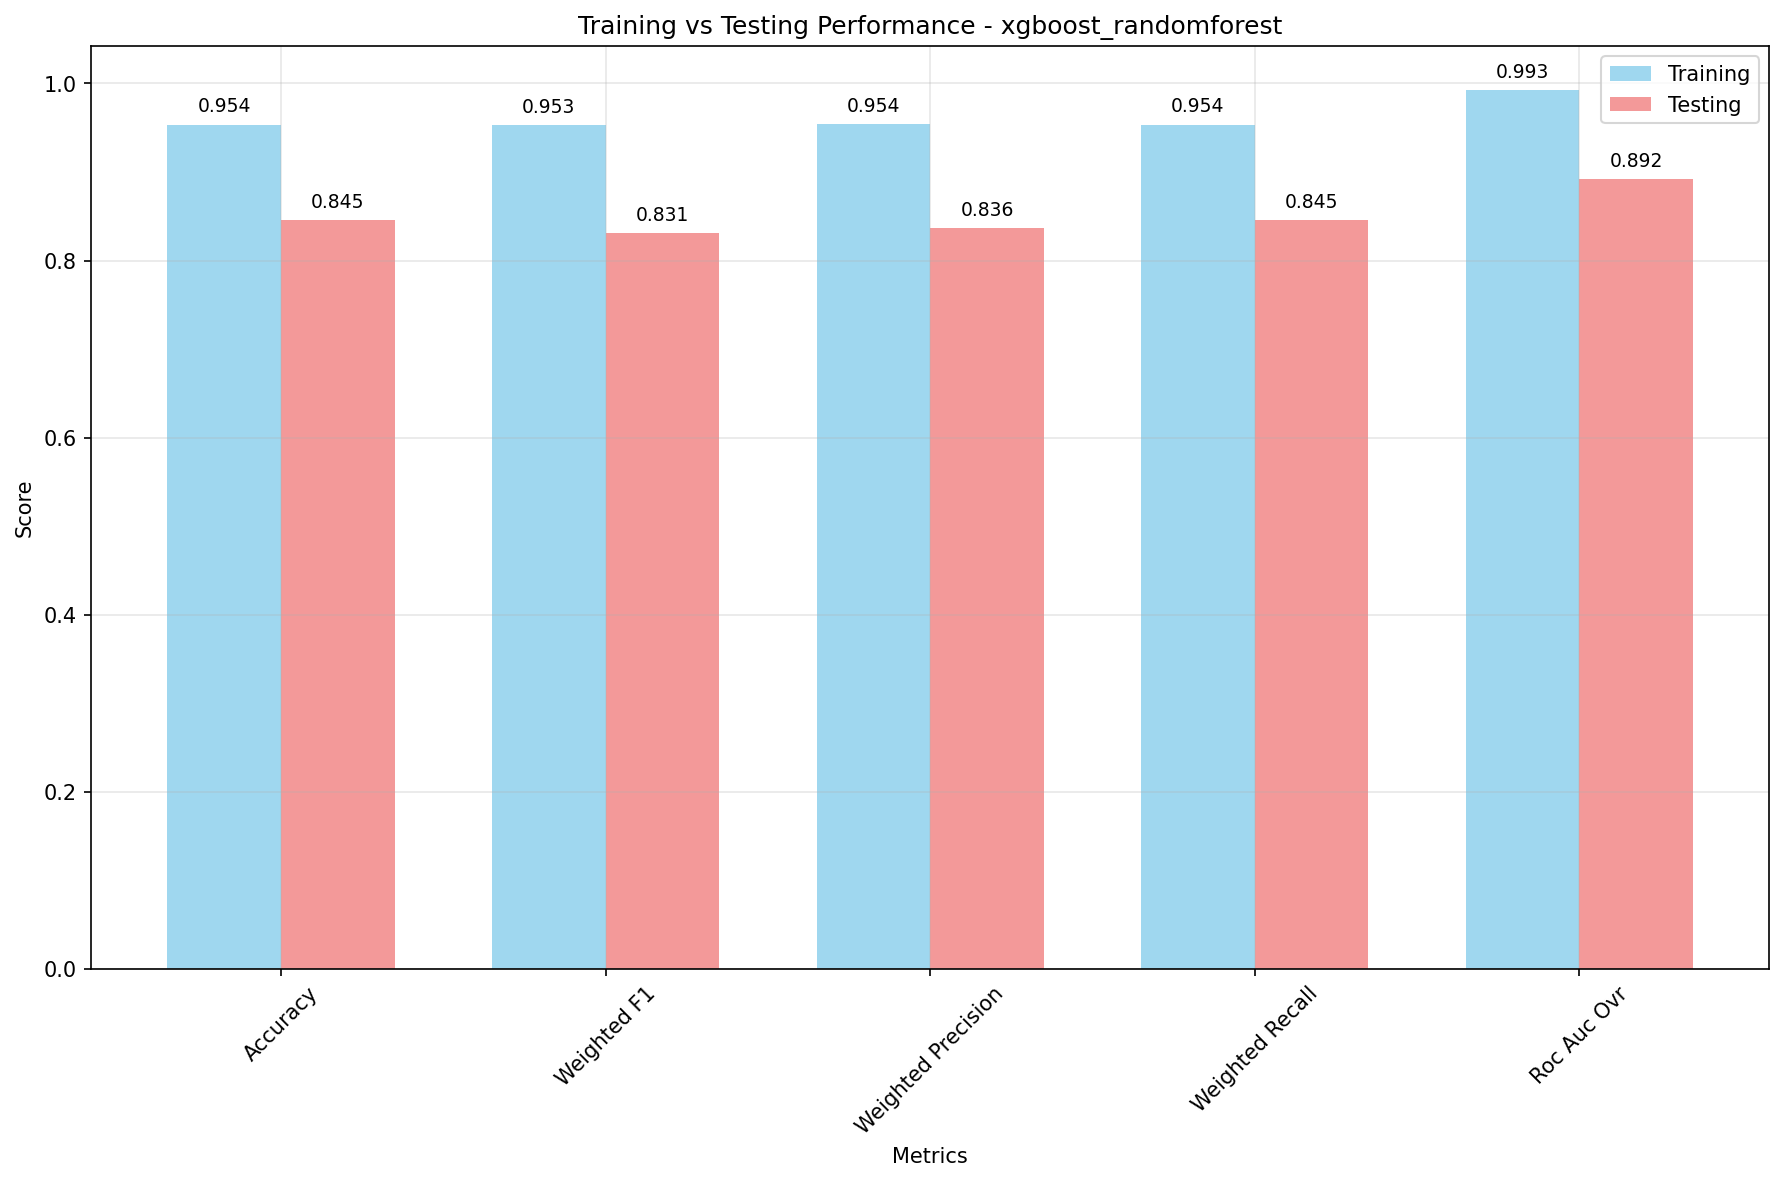 Training vs Testing Performance - xgboost_randomforest
Training
Testing
1.0
0.8
0.6
0.4
0.2
0.0
Score
0.954
0.845
0.953
0.831
0.954
0.836
0.954
0.845
0.993
0.892
Accuracy
Weighted F1
Weighted Precision
Weighted Recall
Roc Auc Ovr
Metrics